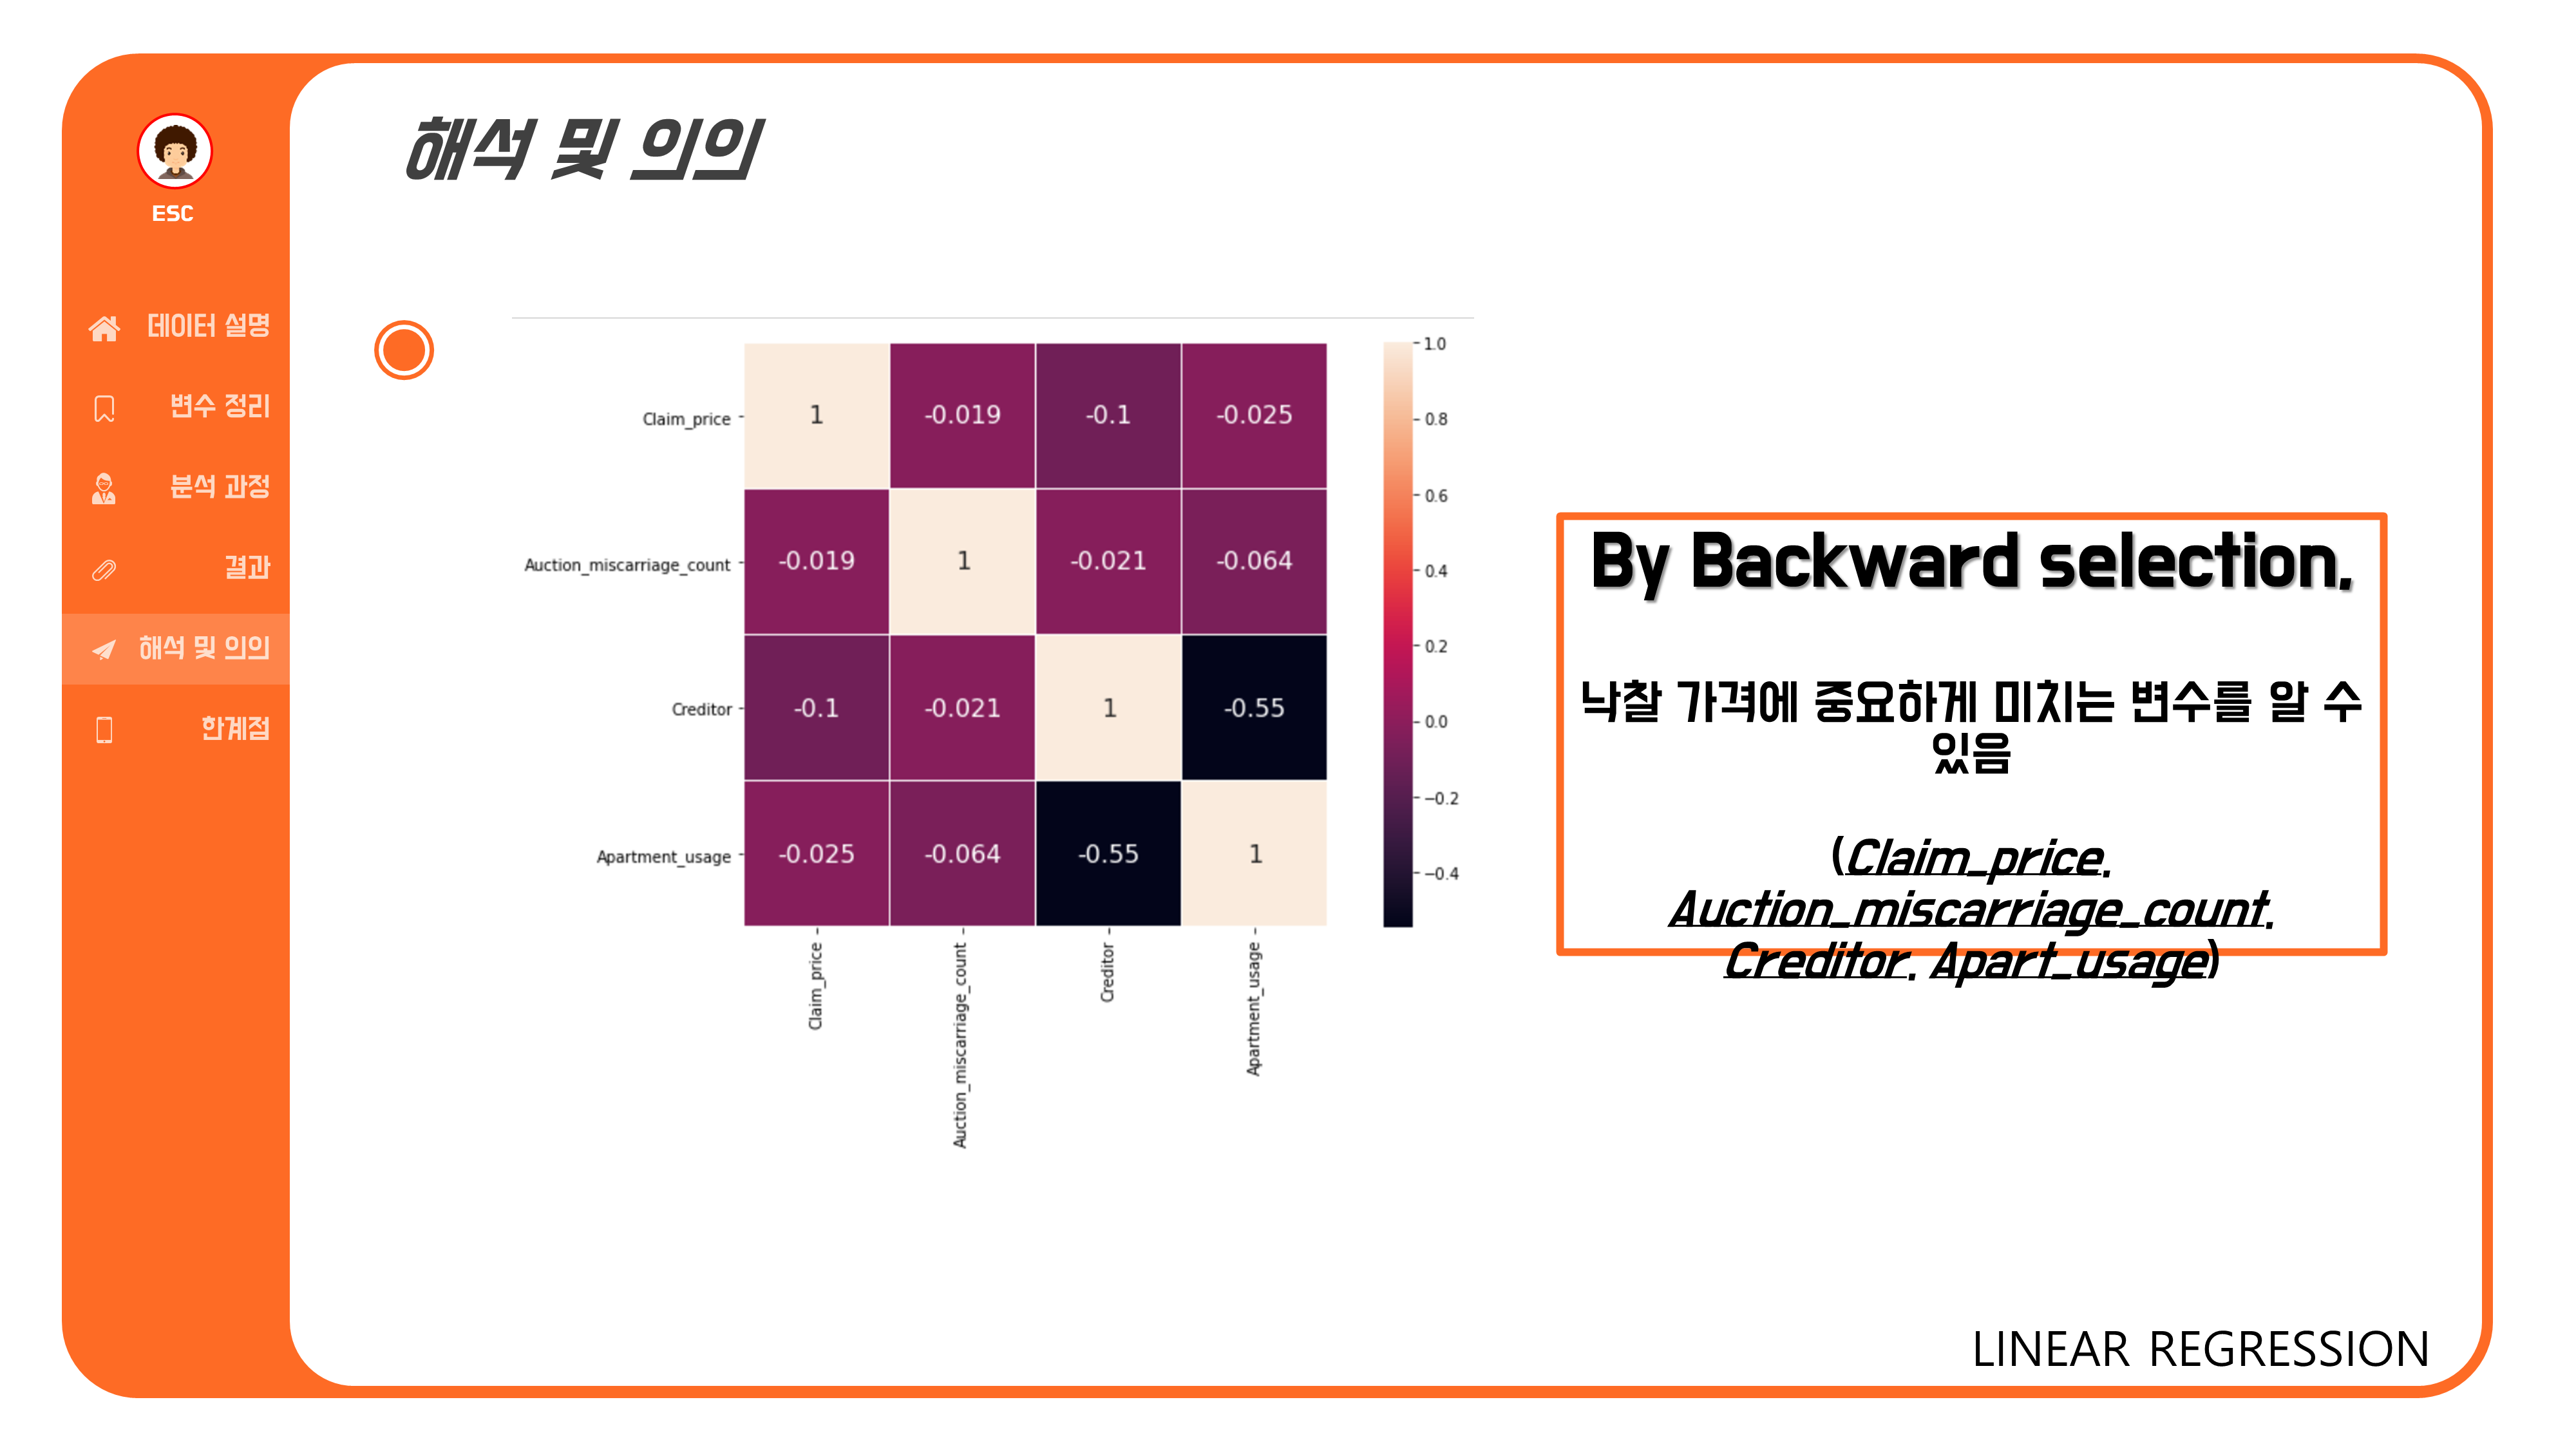 ESC
데이터 설명
변수 정리
분석 과정
결과
해석 및 의의
한계점
해석 및 의의
Claim_price
1
-0.019
-0.1
-0.025
Auction_miscarriage_count
-0.019
1
-0.021
-0.064
Creditor
-0.1
-0.021
1
-0.55
Apartment_usage
-0.025
-0.064
-0.55
1
Claim_price
Auction_miscarriage_count
Creditor
Apartment_usage
1.0
0.8
0.6
0.4
0.2
0.0
−0.2
−0.4
By Backward selection,
낙찰 가격에 중요하게 미치는 변수를 알 수
있음
(Claim_price,
Auction_miscarriage_count,
Creditor, Apart_usage)
LINEAR REGRESSION